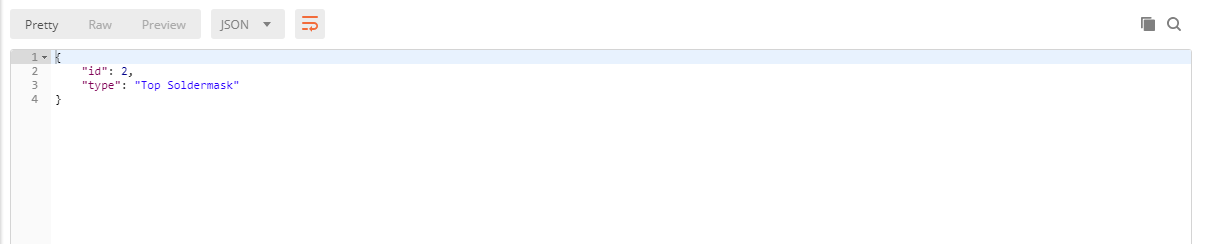 Pretty Raw Preview JSON
1 {
2 "id": 2,
3 "type": "Top Soldermask"
4 }